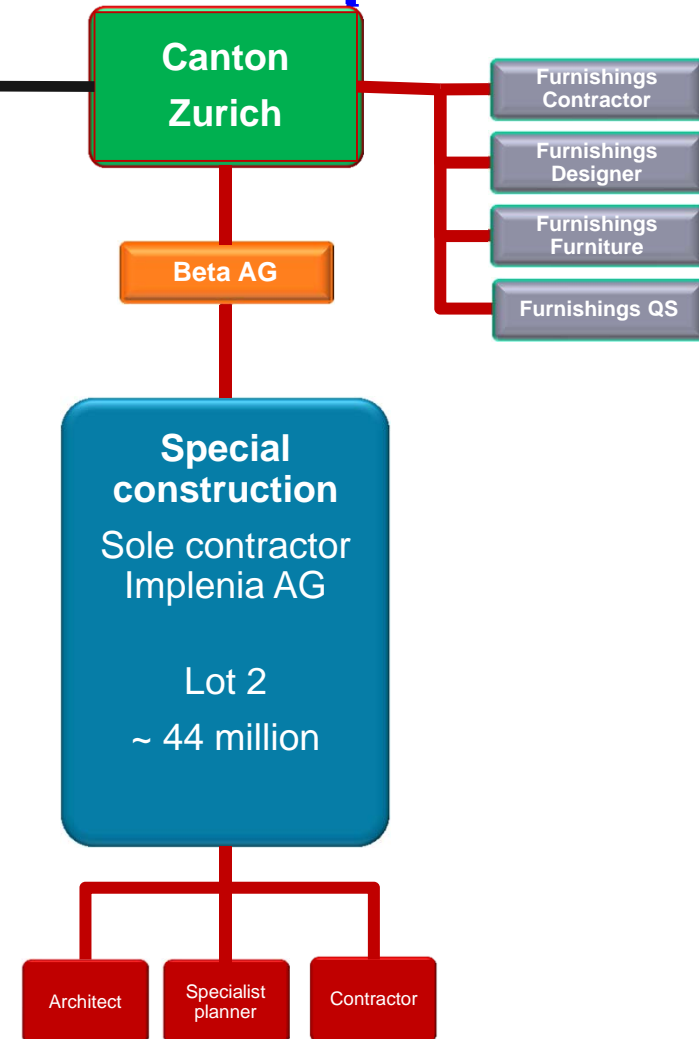 Canton
Zurich
Furnishings
Contractor
Furnishings
Designer
Furnishings
Furniture
Furnishings QS
Beta AG
Special
construction
Sole contractor
Implenia AG
Lot 2
~ 44 million
Architect
Specialist
planner
Contractor